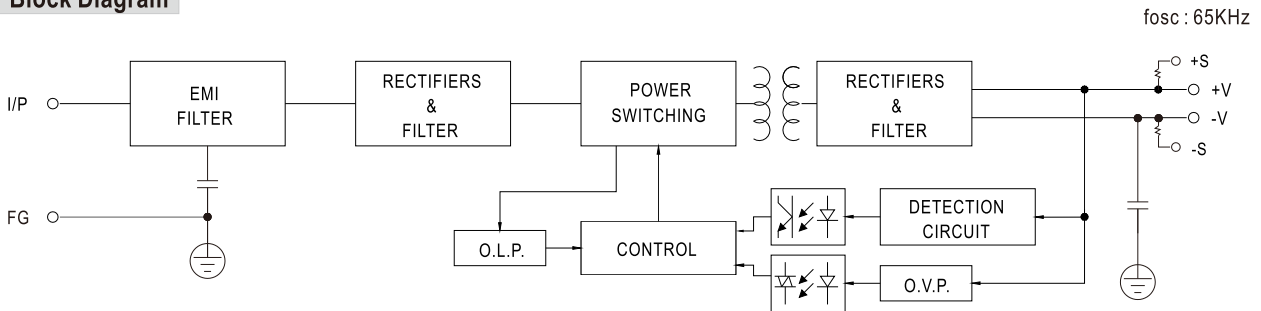 Block Diagram
fosc : 65KHz
I/P
EMI
FILTER
RECTIFIERS
&
FILTER
POWER
SWITCHING
RECTIFIERS
&
FILTER
+S
+V
-V
-S
FG
O.L.P.
CONTROL
DETECTION
CIRCUIT
O.V.P.